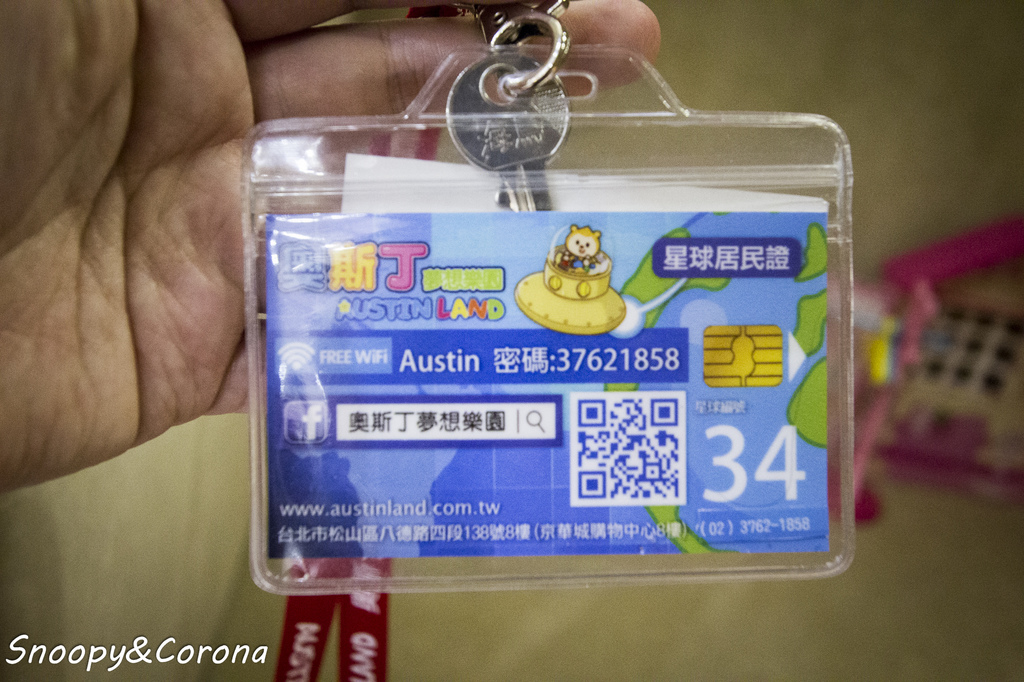 奧斯丁夢想樂園
AUSTIN LAND
星球居民證
FREE WiFi Austin 密碼:37621858
f 奧斯丁夢想樂園
星球編號
34
www.austinland.com.tw
台北市松山區八德路四段138號8樓(京華城購物中心8樓) (02) 3762-1858
Snoopy&Corona